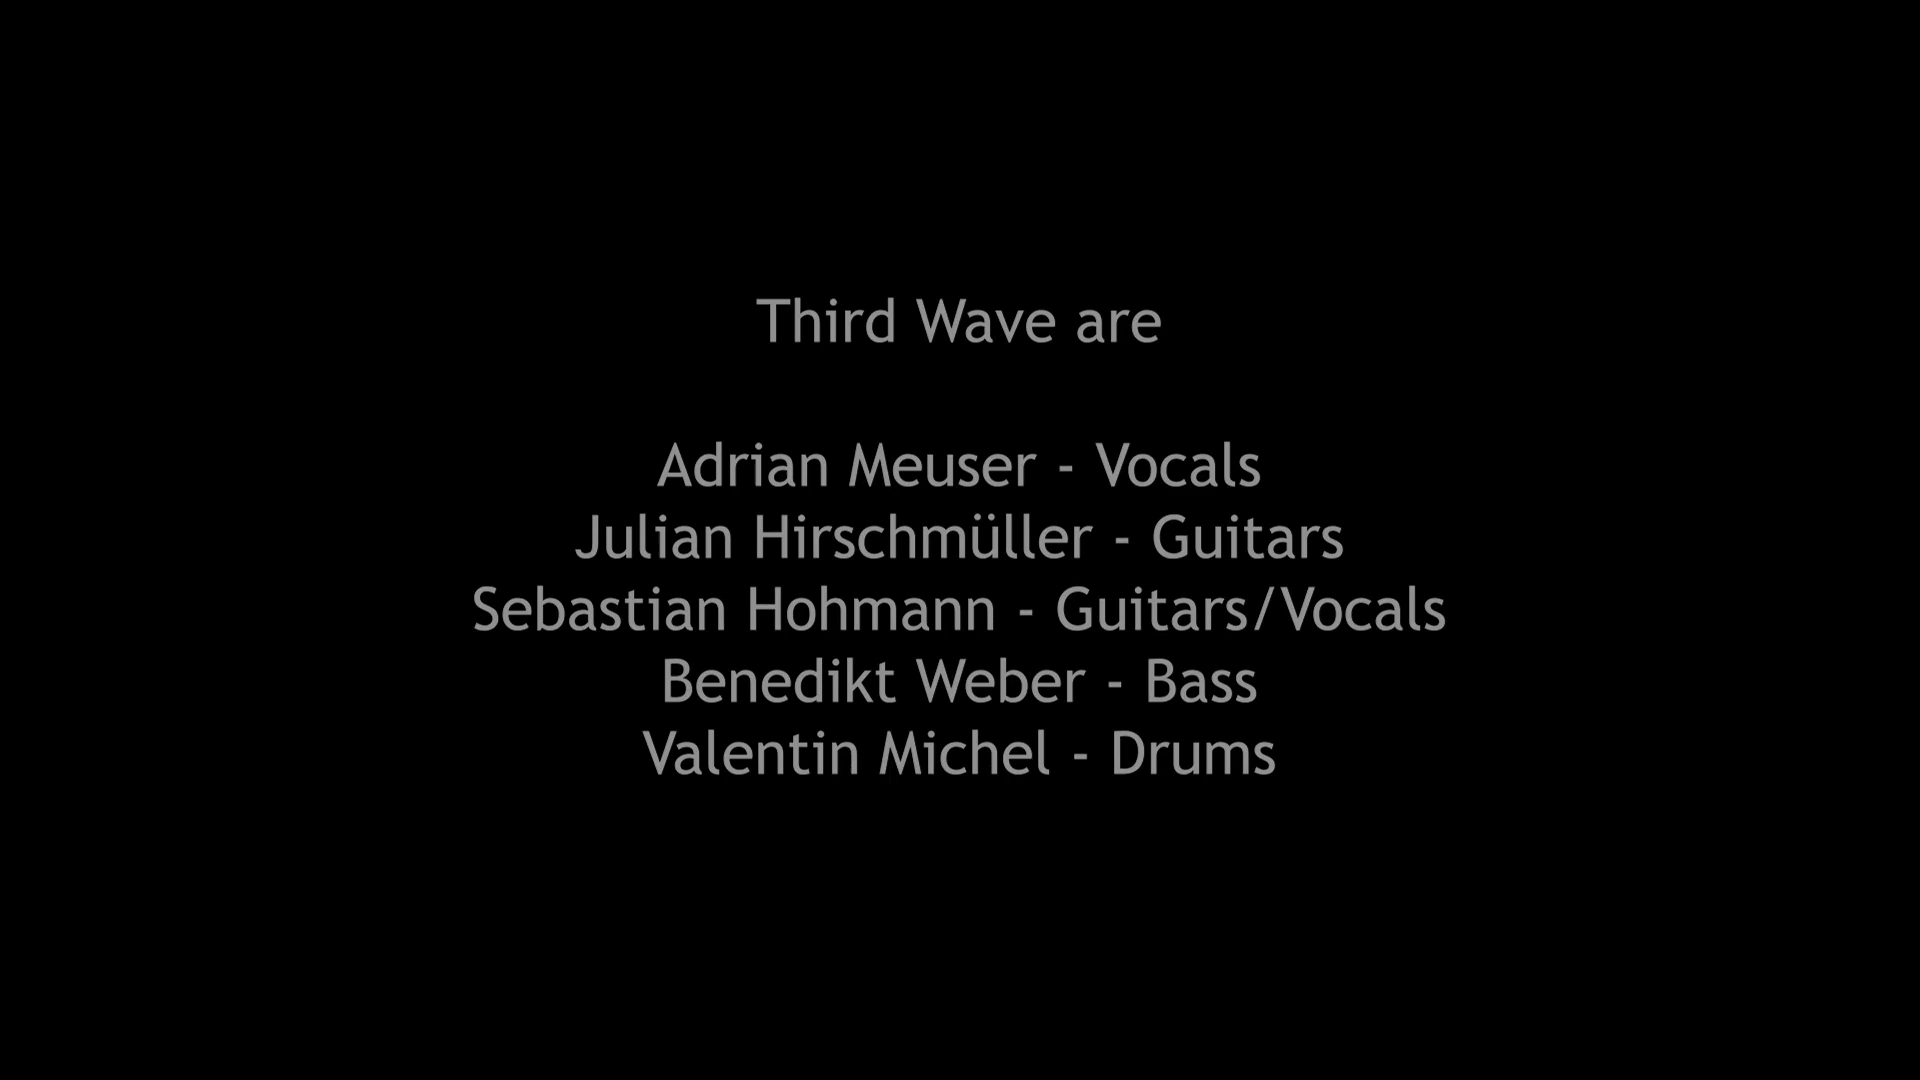 Third Wave are
Adrian Meuser - Vocals
Julian Hirschmüller - Guitars
Sebastian Hohmann - Guitars/Vocals
Benedikt Weber - Bass
Valentin Michel - Drums